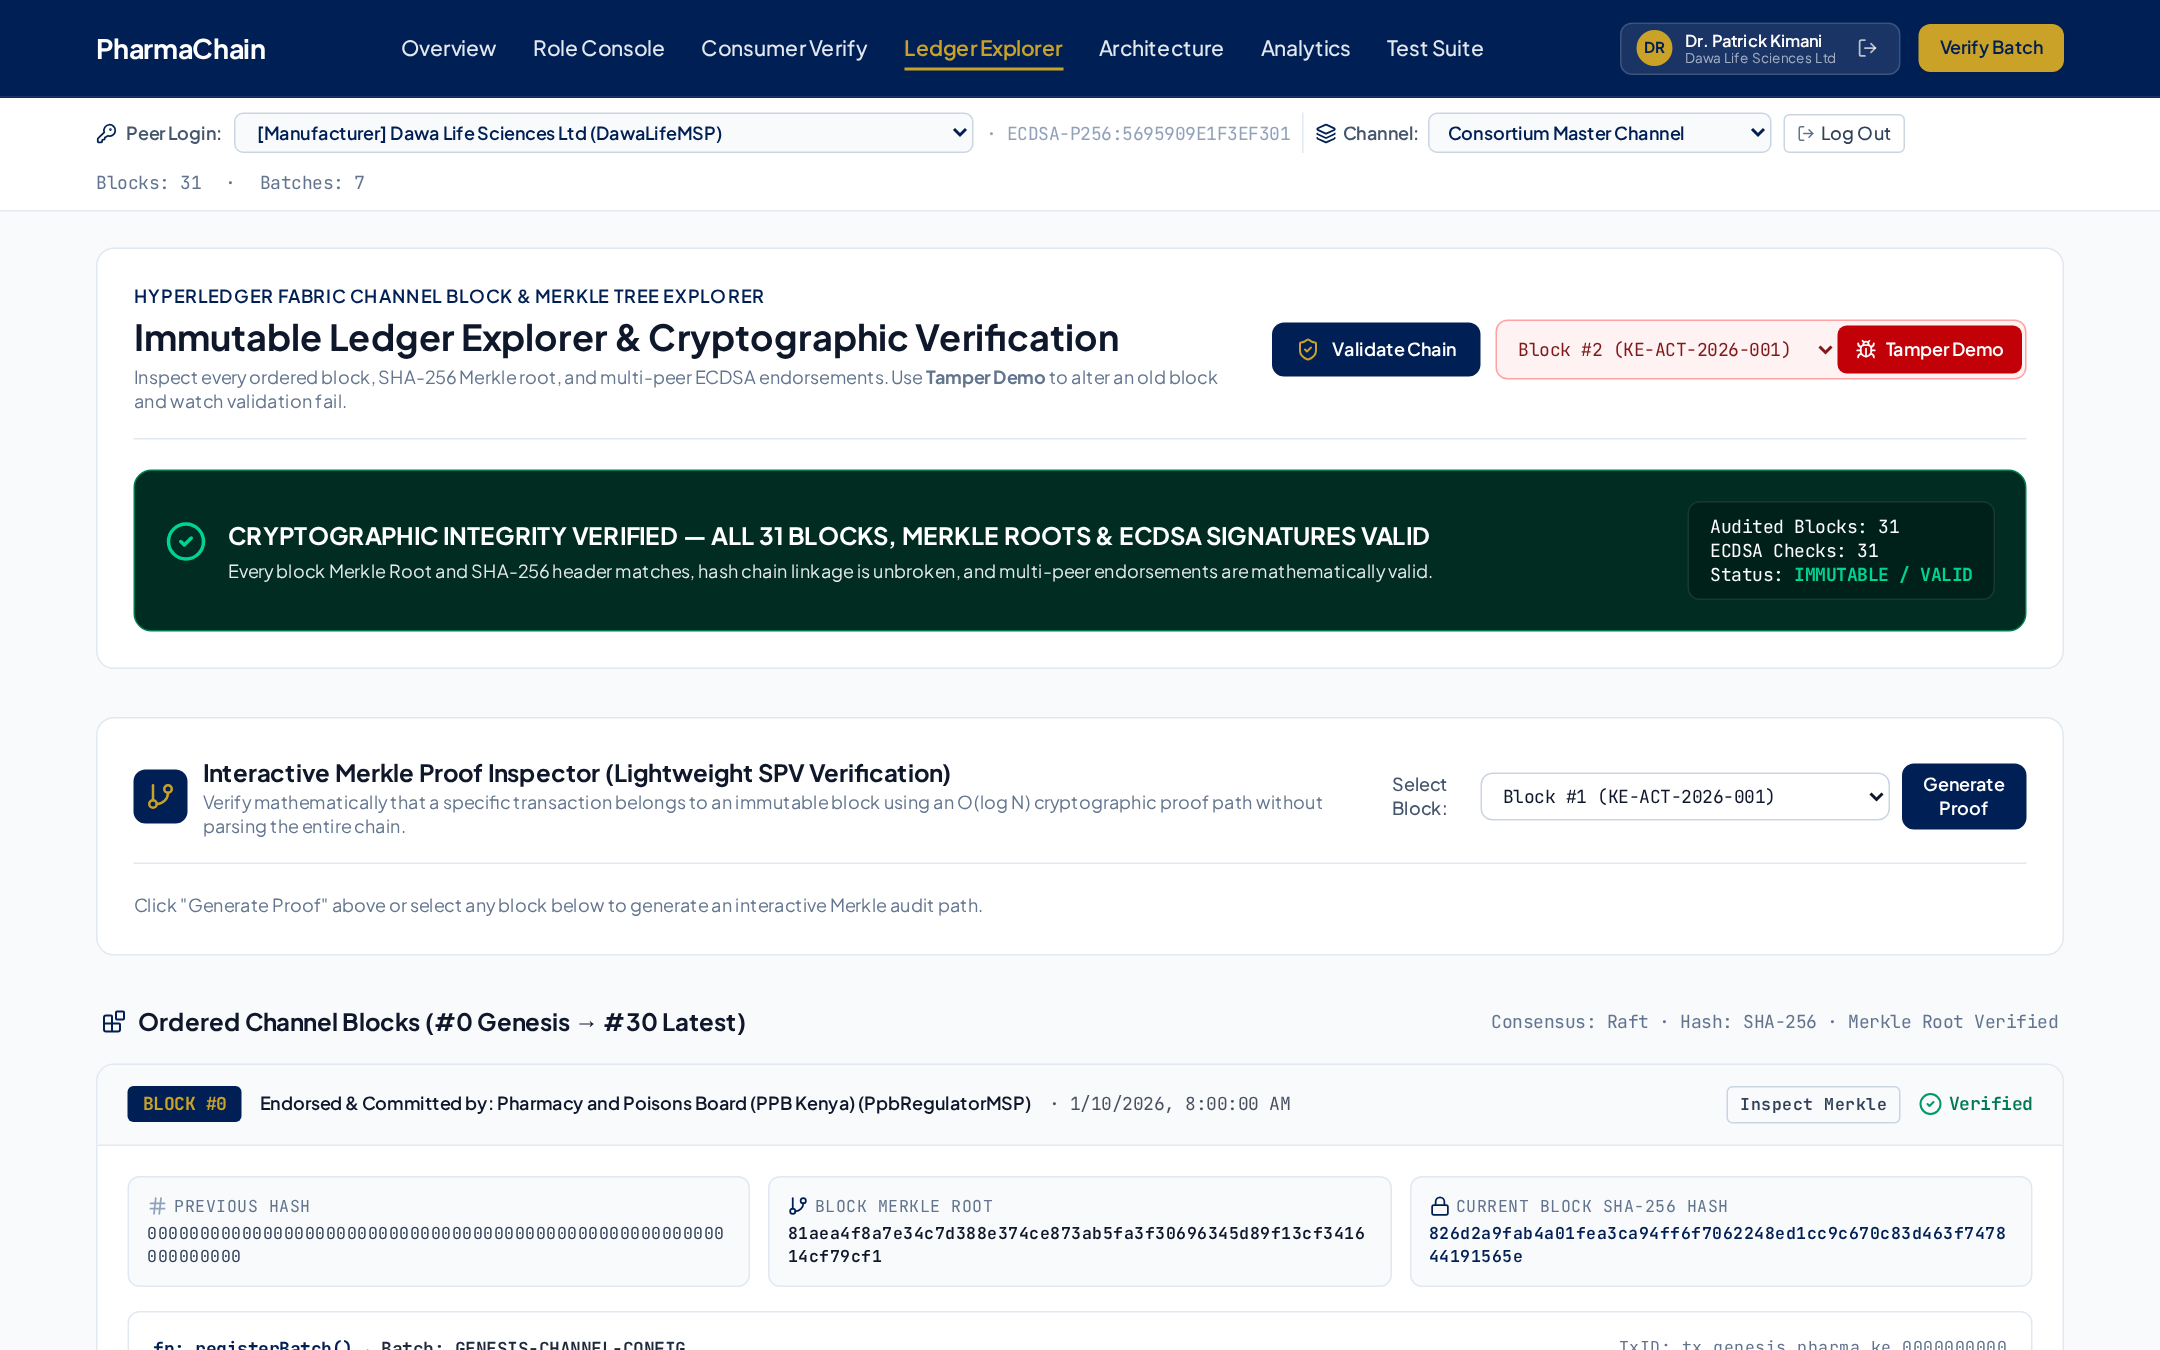 PharmaChain
Overview
Role Console
Consumer Verify
Ledger Explorer
Architecture
Analytics
Test Suite
DR
Dr. Patrick Kimani
Dawa Life Sciences Ltd
Verify Batch
Peer Login:
[Manufacturer] Dawa Life Sciences Ltd (DawaLifeMSP)
· ECDSA-P256:5695909E1F3EF301
Channel:
Consortium Master Channel
Log Out
Blocks: 31 · Batches: 7
HYPERLEDGER FABRIC CHANNEL BLOCK & MERKLE TREE EXPLORER
Immutable Ledger Explorer & Cryptographic Verification
Inspect every ordered block, SHA-256 Merkle root, and multi-peer ECDSA endorsements. Use Tamper Demo to alter an old block
and watch validation fail.
Validate Chain
Block #2 (KE-ACT-2026-001)
Tamper Demo
CRYPTOGRAPHIC INTEGRITY VERIFIED — ALL 31 BLOCKS, MERKLE ROOTS & ECDSA SIGNATURES VALID
Every block Merkle Root and SHA-256 header matches, hash chain linkage is unbroken, and multi-peer endorsements are mathematically valid.
Audited Blocks: 31
ECDSA Checks: 31
Status: IMMUTABLE / VALID
Interactive Merkle Proof Inspector (Lightweight SPV Verification)
Verify mathematically that a specific transaction belongs to an immutable block using an O(log N) cryptographic proof path without
parsing the entire chain.
Select
Block:
Block #1 (KE-ACT-2026-001)
Generate
Proof
Click "Generate Proof" above or select any block below to generate an interactive Merkle audit path.
Ordered Channel Blocks (#0 Genesis → #30 Latest)
Consensus: Raft · Hash: SHA-256 · Merkle Root Verified
BLOCK #0
Endorsed & Committed by: Pharmacy and Poisons Board (PPB Kenya) (PpbRegulatorMSP)
· 1/10/2026, 8:00:00 AM
Inspect Merkle
Verified
PREVIOUS HASH
0000000000000000000000000000000000000000000000000000000
000000000
BLOCK MERKLE ROOT
81aea4f8a7e34c7d388e374ce873ab5fa3f30696345d89f13cf3416
14cf79cf1
CURRENT BLOCK SHA-256 HASH
826d2a9fab4a01fea3ca94ff6f7062248ed1cc9c670c83d463f7478
44191565e
fn: registerBatch() · Batch: GENESIS-CHANNEL-CONFIG
TxID: tx_genesis_pharma_ke_0000000000